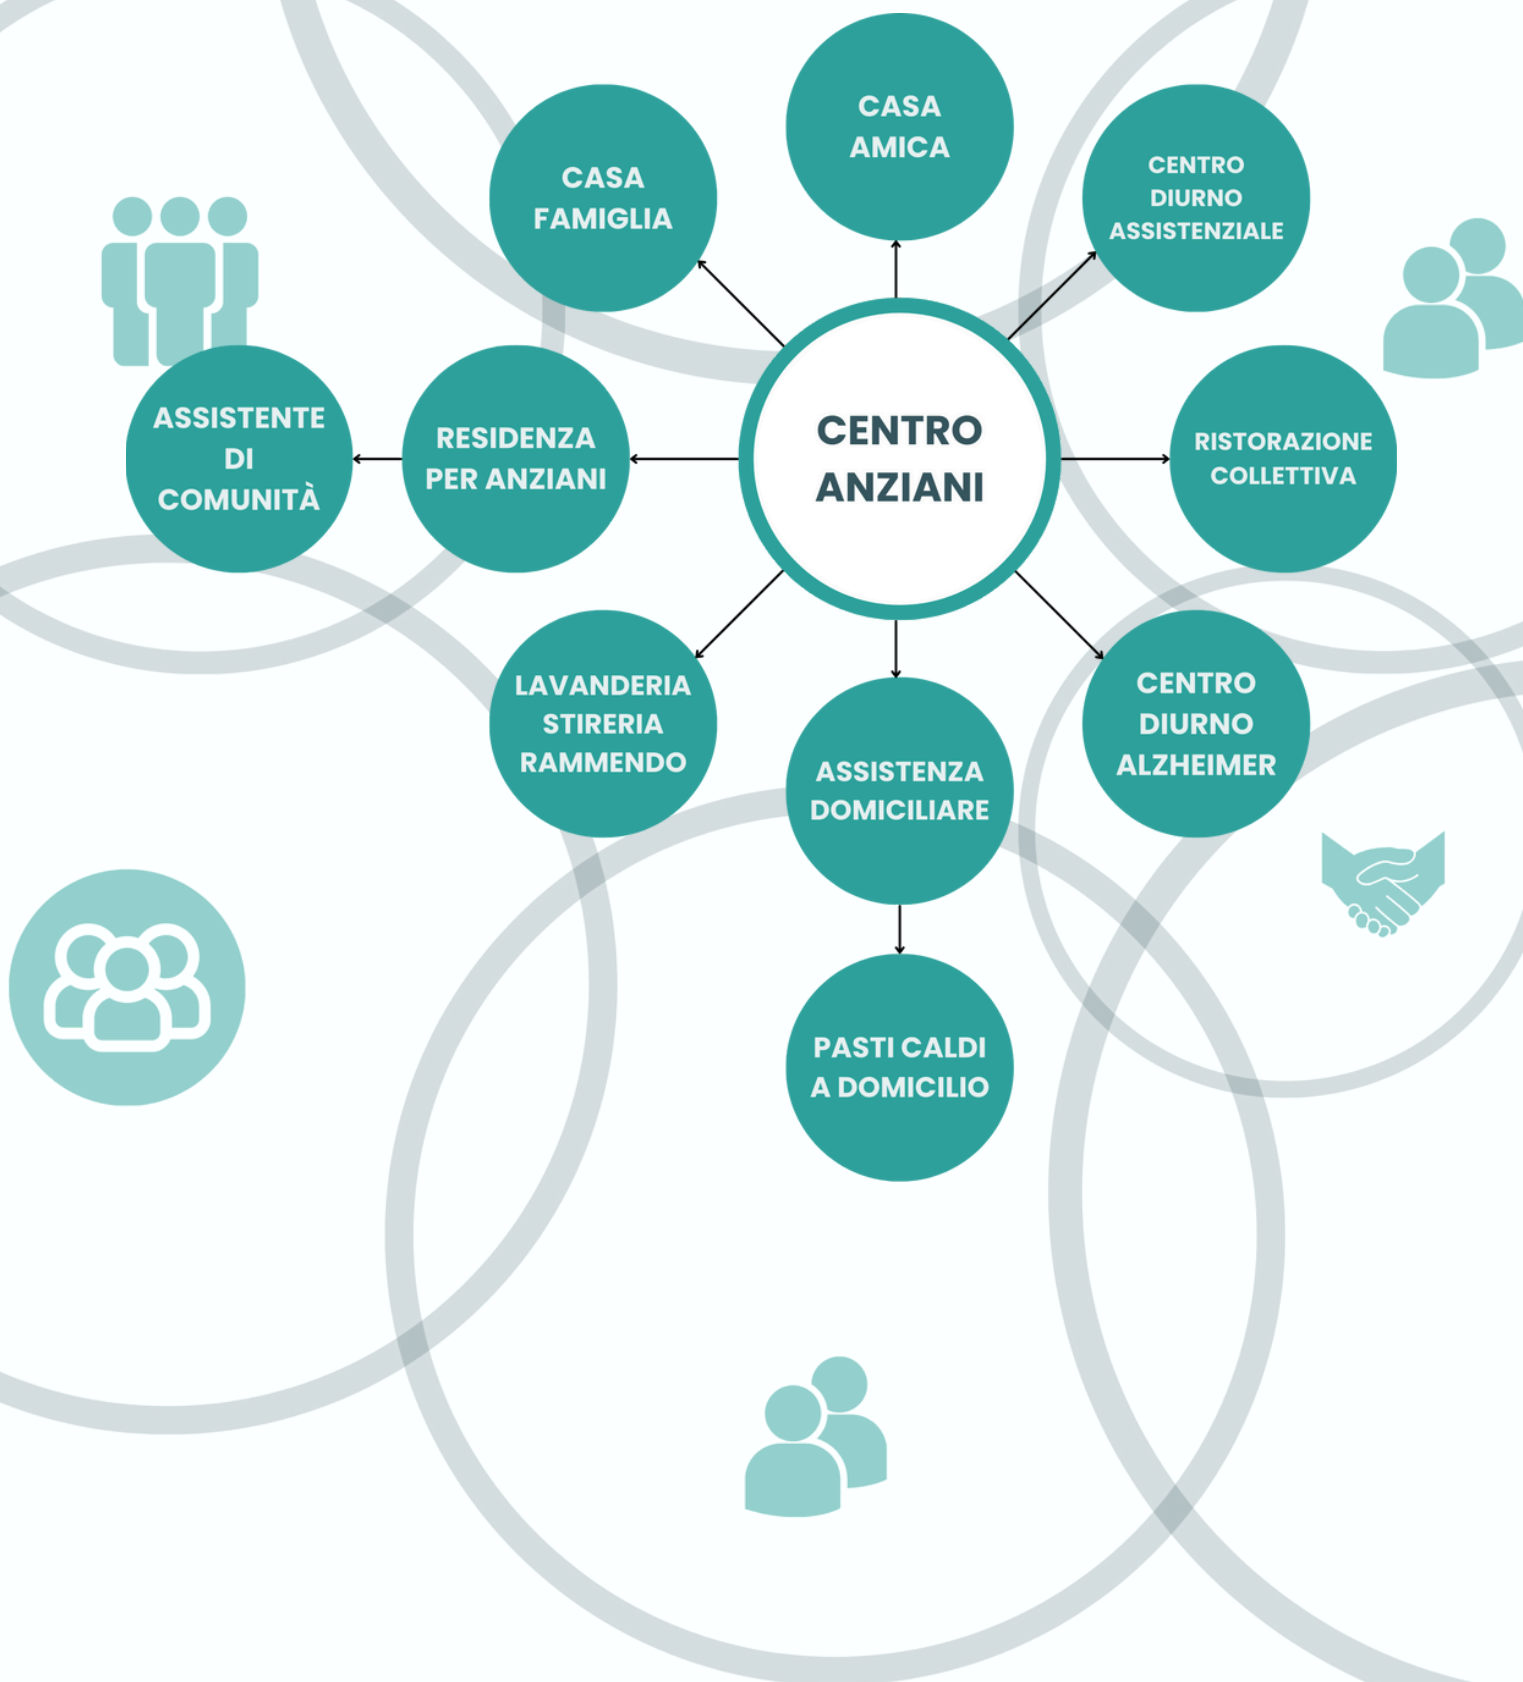 CASA
AMICA
CASA
FAMIGLIA
CENTRO
DIURNO
ASSISTENZIALE
ASSISTENTE
DI
COMUNITÀ
RESIDENZA
PER ANZIANI
CENTRO
ANZIANI
RISTORAZIONE
COLLETTIVA
LAVANDERIA
STIRERIA
RAMMENDO
ASSISTENZA
DOMICILIARE
CENTRO
DIURNO
ALZHEIMER
PASTI CALDI
A DOMICILIO